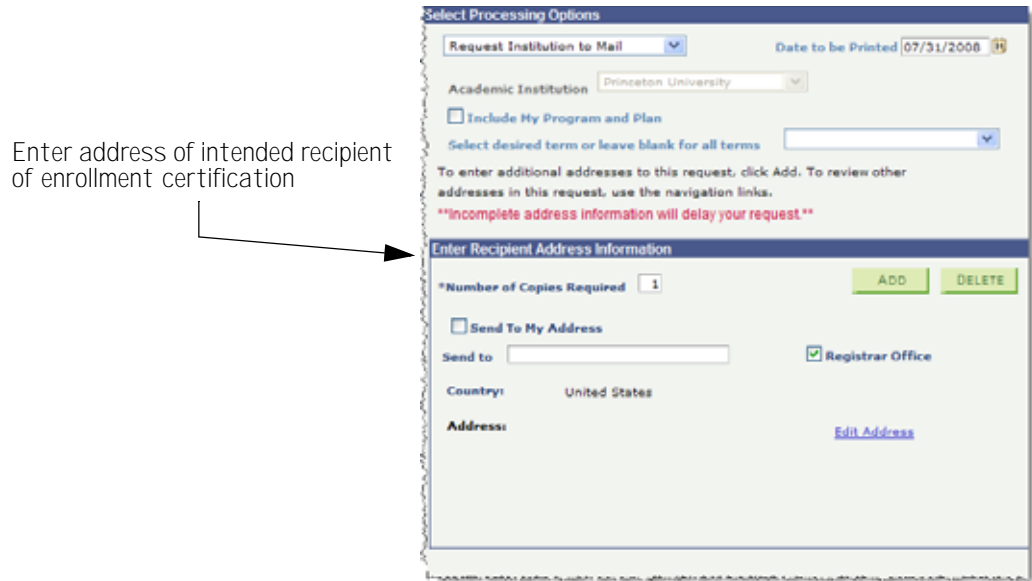 Select Processing Options
Request Institution to Mail
Date to be Printed 07/31/2008
Academic Institution Princeton University
Include My Program and Plan
Select desired term or leave blank for all terms
Enter address of intended recipient
of enrollment certification
To enter additional addresses to this request, click Add. To review other
addresses in this request, use the navigation links.
**Incomplete address information will delay your request.**
Enter Recipient Address Information
*Number of Copies Required 1
ADD
DELETE
Send To My Address
Send to
Registrar Office
Country: United States
Address:
Edit Address